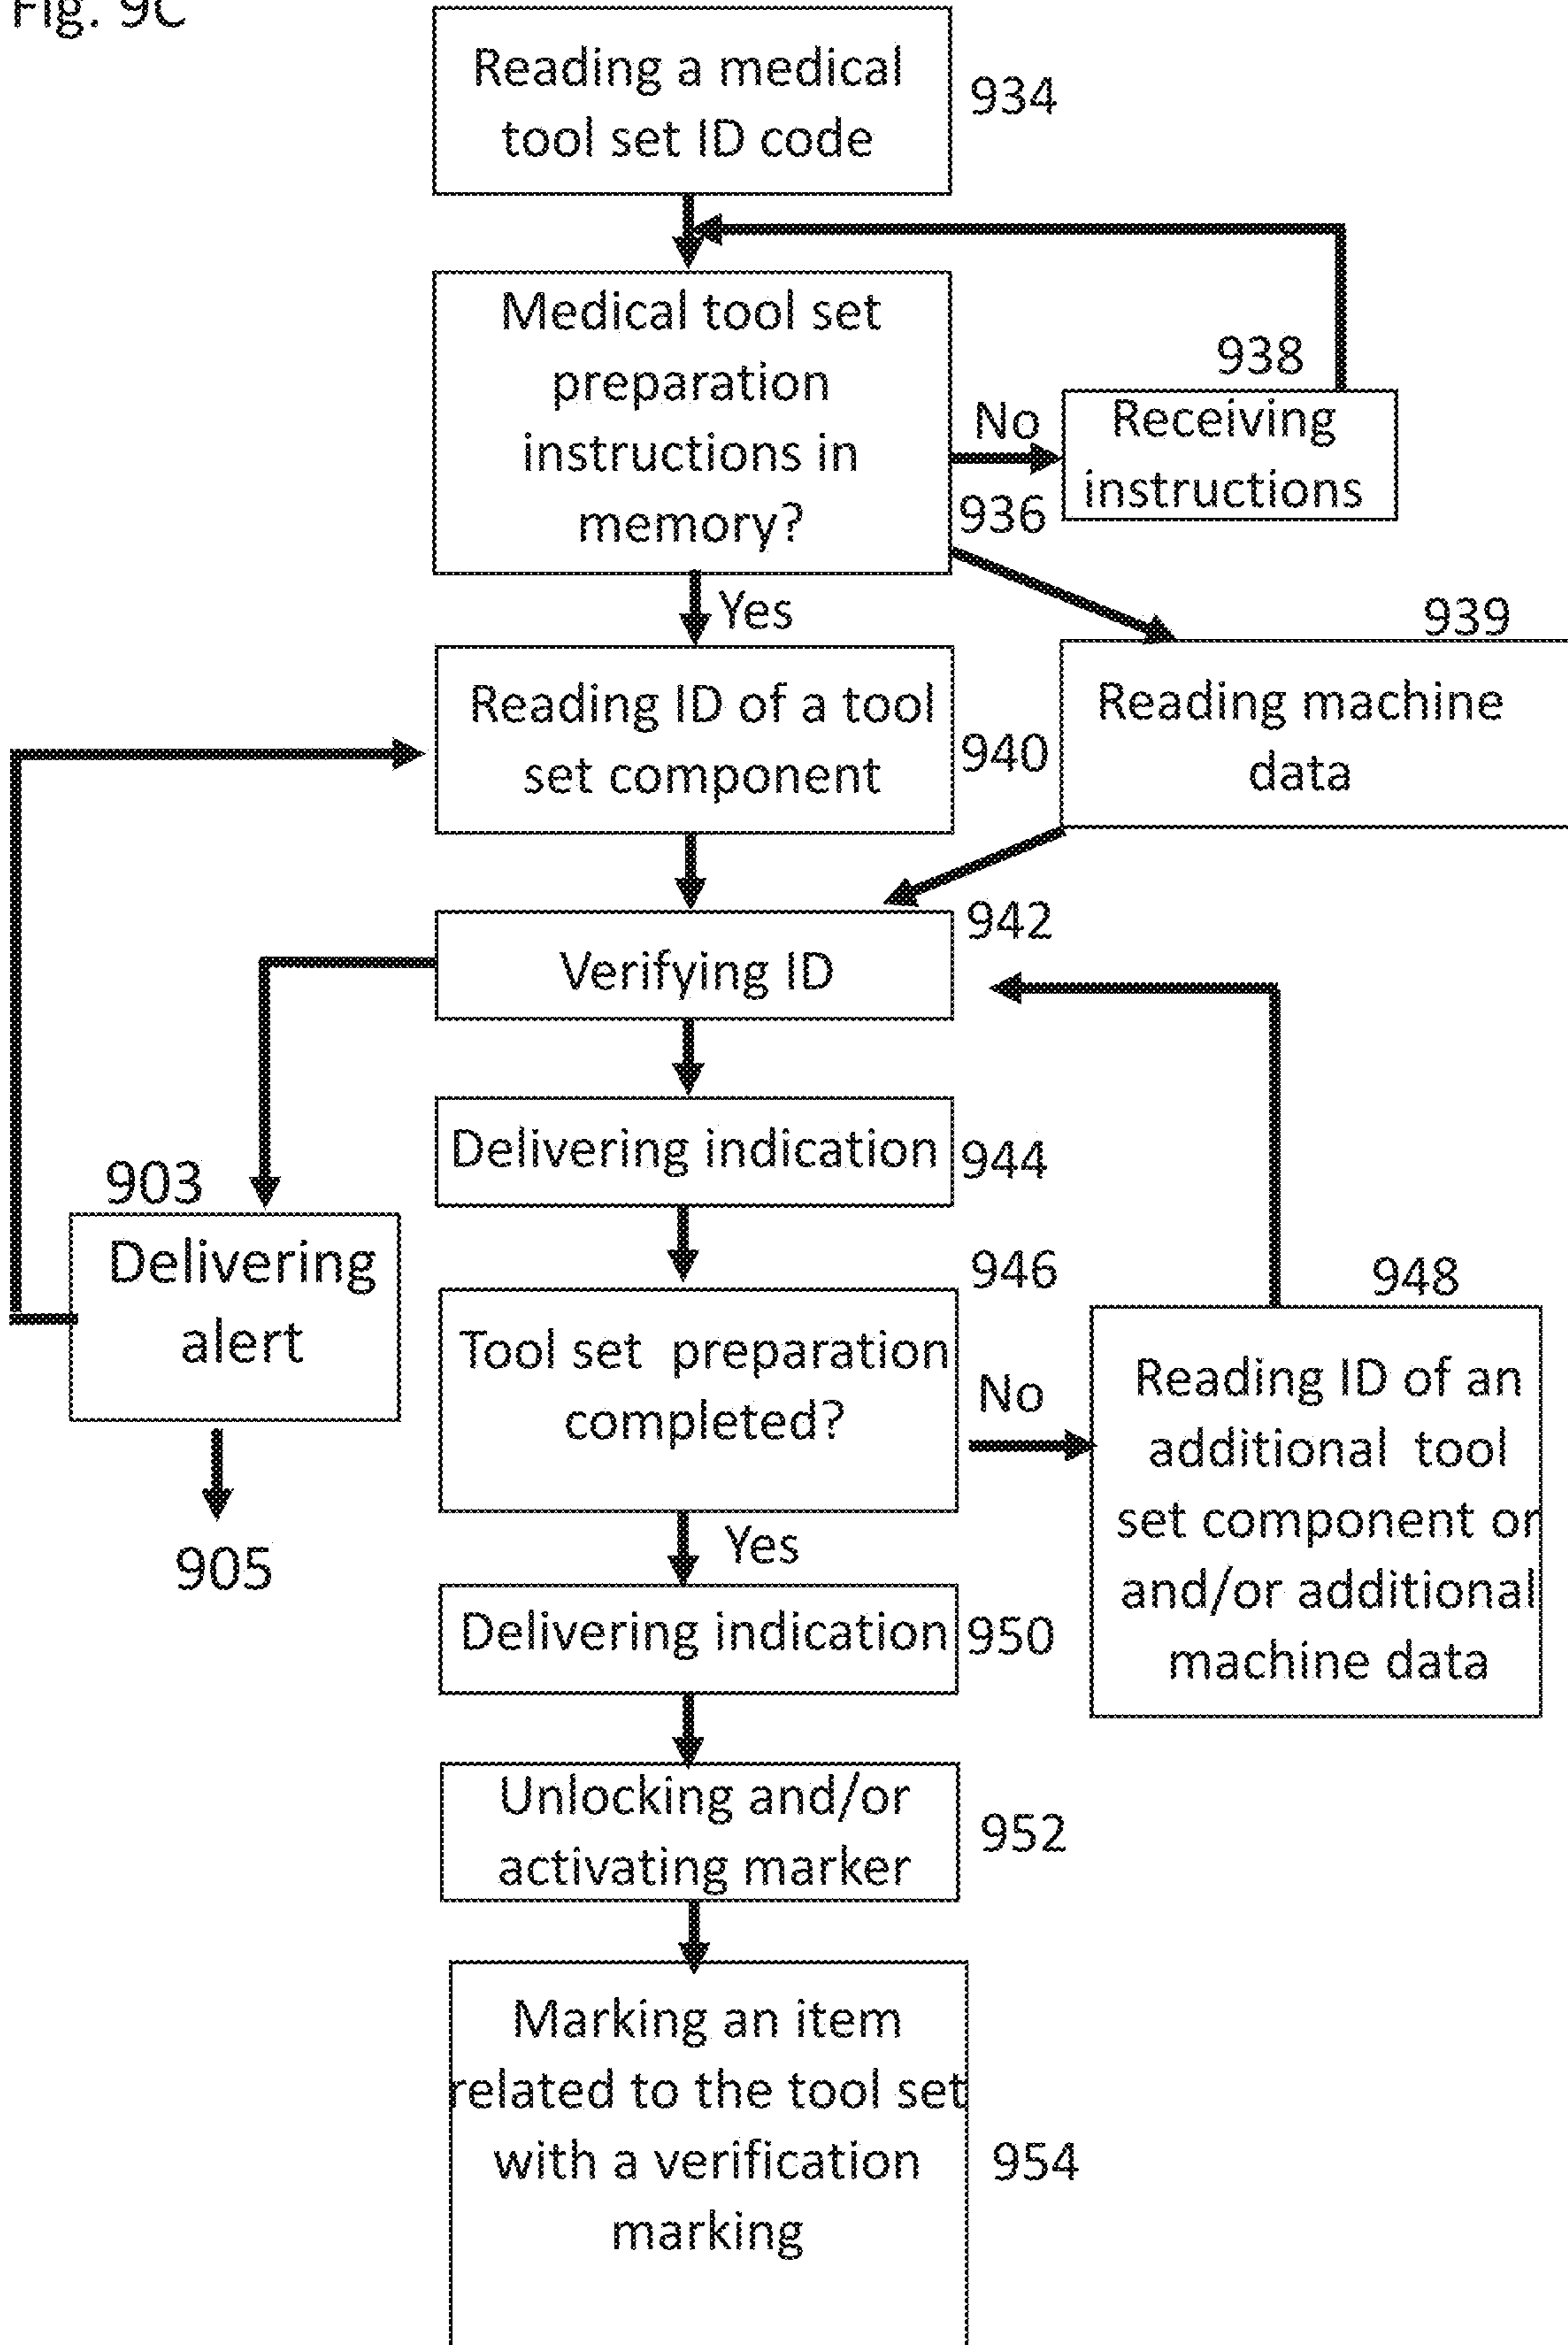 Fig. 9C
Reading a medical
tool set ID code
934
Medical tool set
preparation
instructions in
memory?
936
No
938
Receiving
instructions
Yes
939
Reading machine
data
Reading ID of a tool
set component
940
942
Verifying ID
Delivering indication
944
903
Delivering
alert
905
946
Tool set preparation
completed?
No
948
Reading ID of an
additional tool
set component or
and/or additional
machine data
Yes
Delivering indication
950
Unlocking and/or
activating marker
952
Marking an item
related to the tool set
with a verification
marking
954